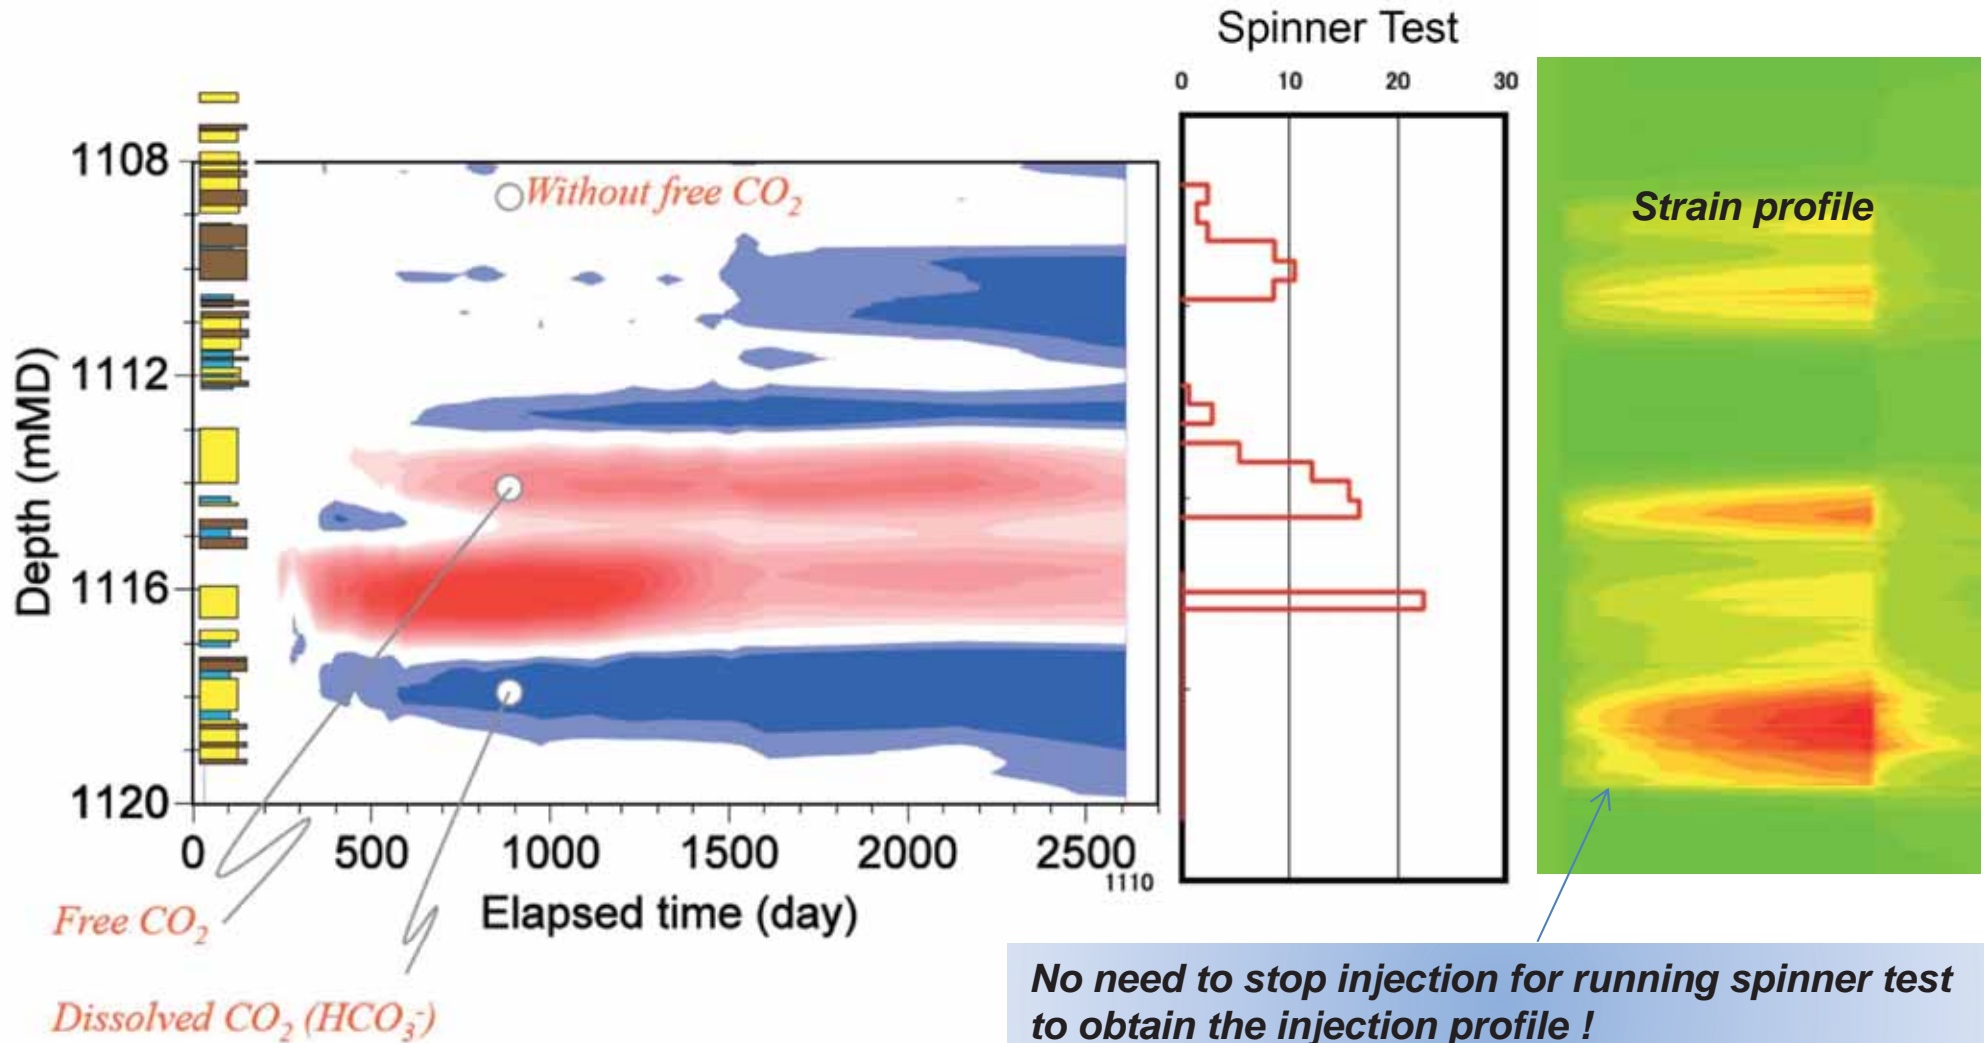 Spinner Test
0 10 20 30
1108
1112
1116
1120
Depth (mMD)
Without free CO₂
Strain profile
0 500 1000 1500 2000 2500
1110
Elapsed time (day)
Free CO₂
Dissolved CO₂ (HCO₃⁻)
No need to stop injection for running spinner test
to obtain the injection profile !